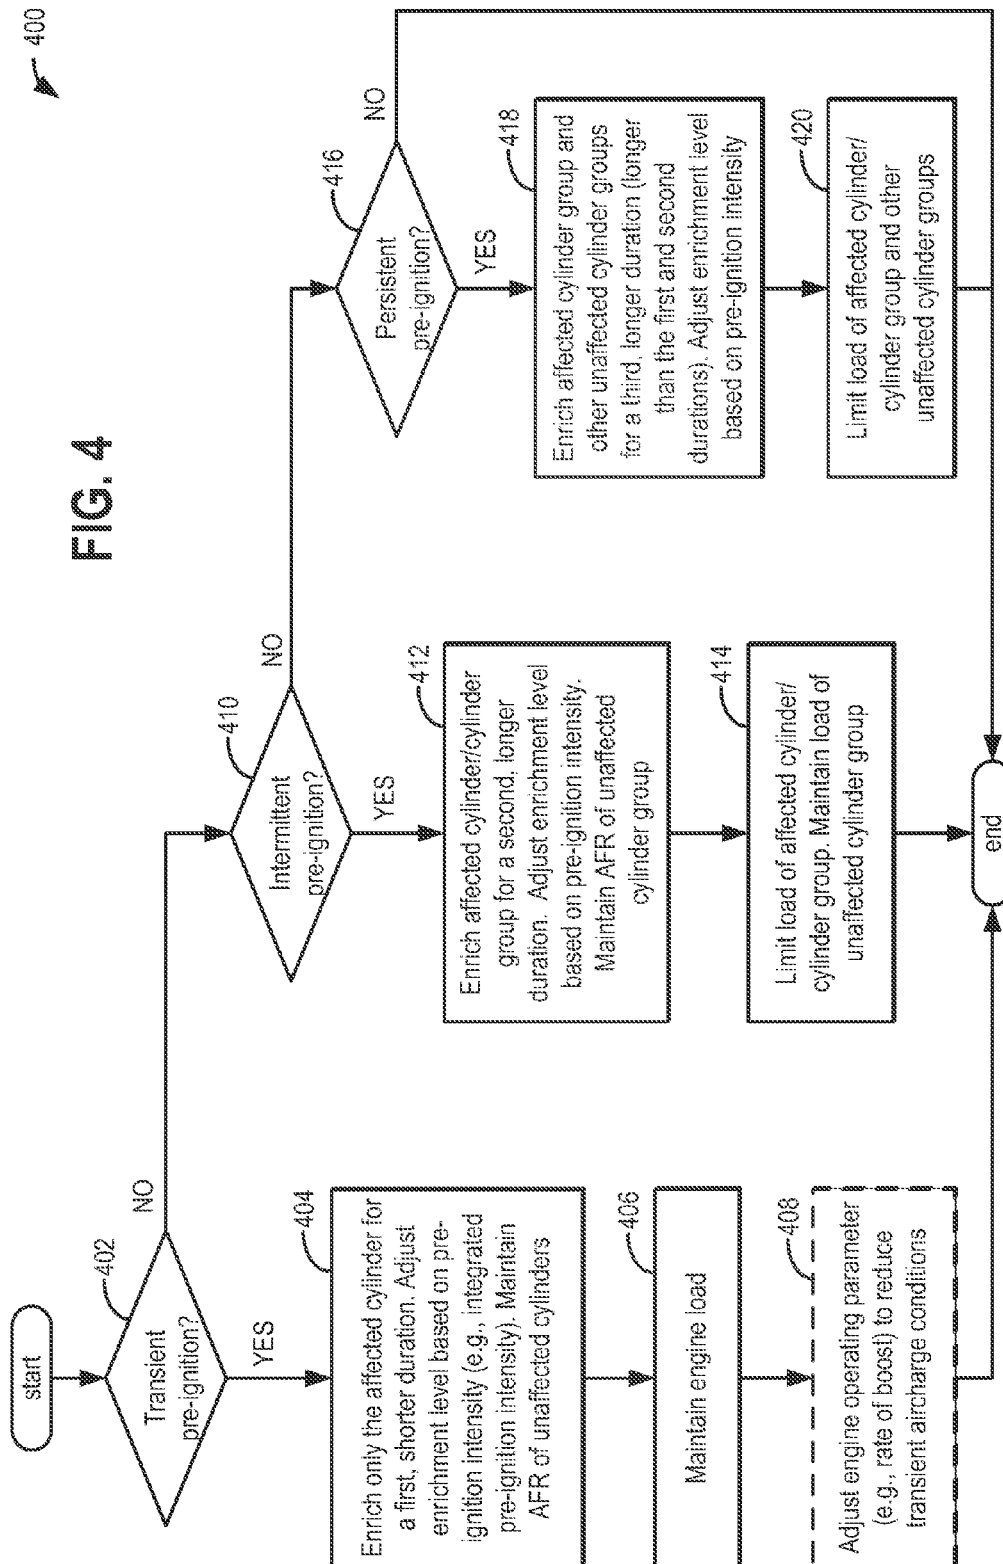 400
FIG. 4
start
402
Transient
pre-ignition?
NO
YES
404
Enrich only the affected cylinder for
a first, shorter duration. Adjust
enrichment level based on pre-
ignition intensity (e.g., integrated
pre-ignition intensity). Maintain
AFR of unaffected cylinders
406
Maintain engine load
408
Adjust engine operating parameter
(e.g., rate of boost) to reduce
transient aircharge conditions
410
Intermittent
pre-ignition?
NO
YES
412
Enrich affected cylinder/cylinder
group for a second, longer
duration. Adjust enrichment level
based on pre-ignition intensity.
Maintain AFR of unaffected
cylinder group
414
Limit load of affected cylinder/
cylinder group. Maintain load of
unaffected cylinder group
416
Persistent
pre-ignition?
NO
YES
418
Enrich affected cylinder group and
other unaffected cylinder groups
for a third, longer duration (longer
than the first and second
durations). Adjust enrichment level
based on pre-ignition intensity
420
Limit load of affected cylinder/
cylinder group and other
unaffected cylinder groups
end